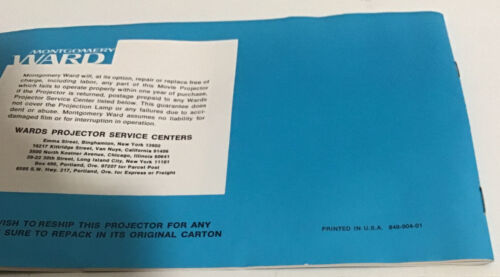 MONTGOMERY
WARD
Montgomery Ward will, at its option, repair or replace free of
charge, including labor, any part of this Movie Projector
which fails to operate properly within one year of purchase,
if the Projector is returned, postage prepaid to any Wards
Projector Service Center listed below. This guarantee does
not cover the Projection Lamp or any failures due to acci-
dent or abuse. Montgomery Ward assumes no liability for
damaged film or for interruption in operation.
WARDS PROJECTOR SERVICE CENTERS
Emma Street, Binghamton, New York 13902
16217 Kittridge Street, Van Nuys, California 91406
3000 North Kostner Avenue, Chicago, Illinois 60641
29-22 30th Street, Long Island City, New York 11101
Box 490, Portland, Ore. 97207 for Parcel Post
6595 S.W. Hwy. 217, Portland, Ore. for Express or Freight
WISH TO RESHIP THIS PROJECTOR FOR ANY
SURE TO REPACK IN ITS ORIGINAL CARTON
PRINTED IN U.S.A. 849-004-01